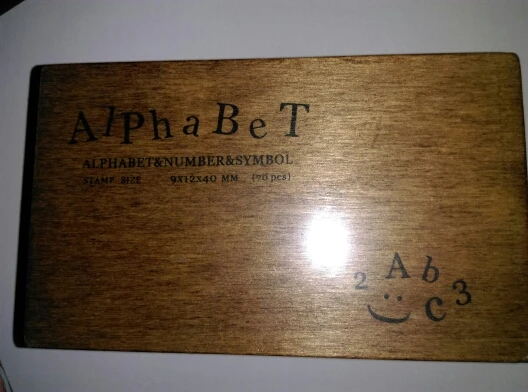 AlPhaBeT
ALPHABET&NUMBER&SYMBOL
STAMP SIZE 9X12X40 MM (70 pcs)
2 A b c 3